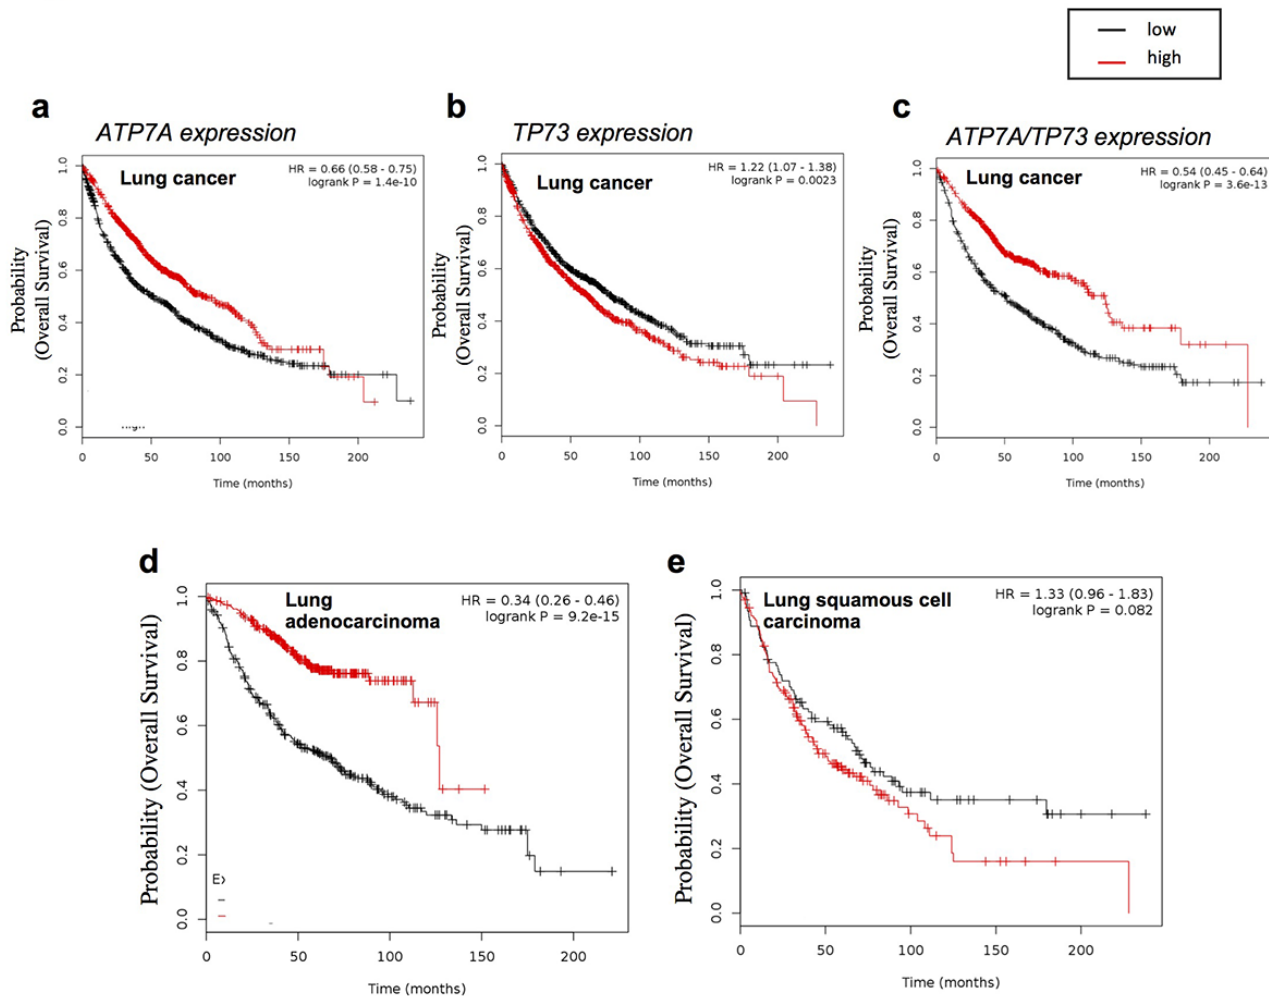 low
high
a
ATP7A expression
Lung cancer
HR = 0.66 (0.58 - 0.75)
logrank P = 1.4e-10
Probability
(Overall Survival)
1.0
0.8
0.6
0.4
0.2
0.0
0 50 100 150 200
Time (months)
b
TP73 expression
Lung cancer
HR = 1.22 (1.07 - 1.38)
logrank P = 0.0023
Probability
(Overall Survival)
1.0
0.8
0.6
0.4
0.2
0.0
0 50 100 150 200
Time (months)
c
ATP7A/TP73 expression
Lung cancer
HR = 0.54 (0.45 - 0.64)
logrank P = 3.6e-13
Probability
(Overall Survival)
1.0
0.8
0.6
0.4
0.2
0.0
0 50 100 150 200
Time (months)
d
Lung
adenocarcinoma
HR = 0.34 (0.26 - 0.46)
logrank P = 9.2e-15
Probability (Overall Survival)
1.0
0.8
0.6
0.4
0.2
0.0
0 50 100 150 200
Time (months)
e
Lung squamous cell
carcinoma
HR = 1.33 (0.96 - 1.83)
logrank P = 0.082
Probability (Overall Survival)
1.0
0.8
0.6
0.4
0.2
0.0
0 50 100 150 200
Time (months)